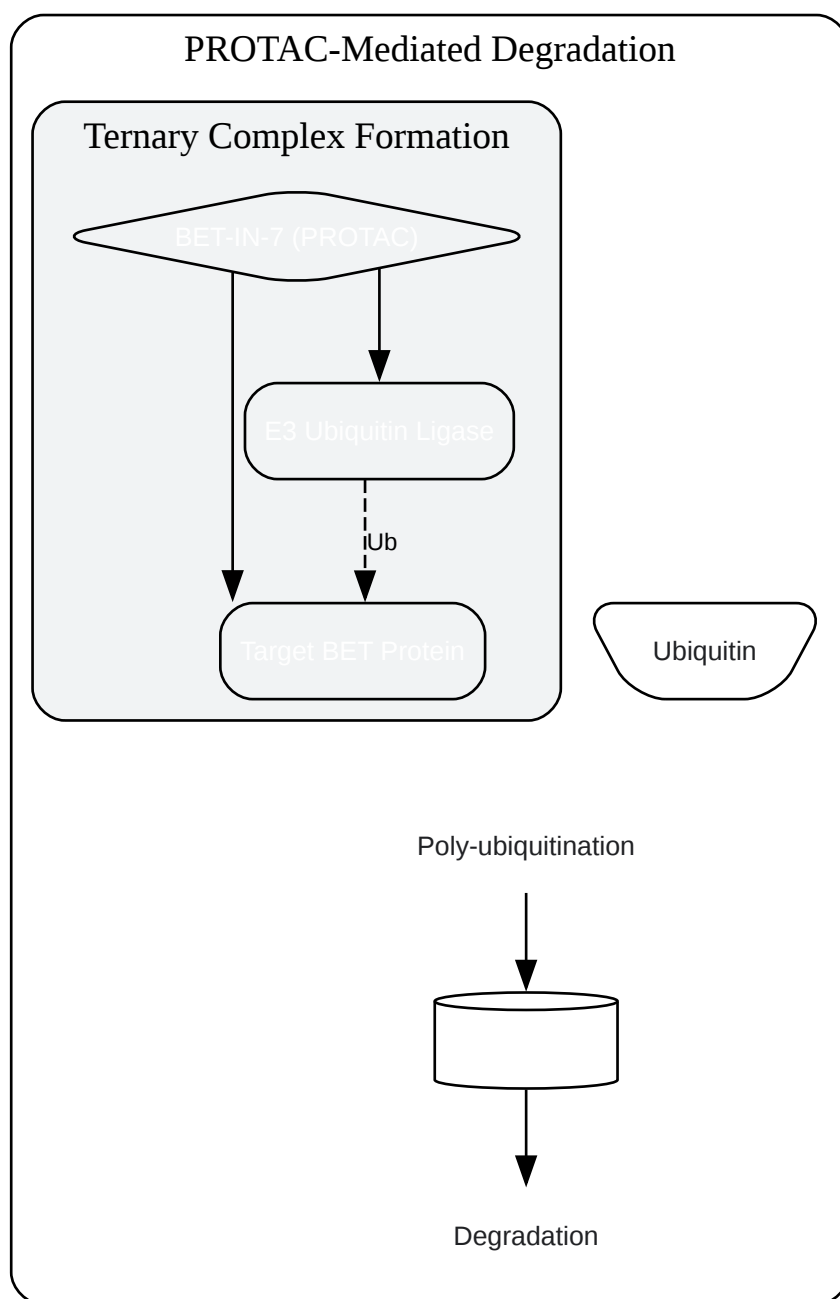 PROTAC-Mediated Degradation
Ternary Complex Formation
BET-IN-7 (PROTAC)
E3 Ubiquitin Ligase
Ub
Target BET Protein
Ubiquitin
Poly-ubiquitination
Degradation